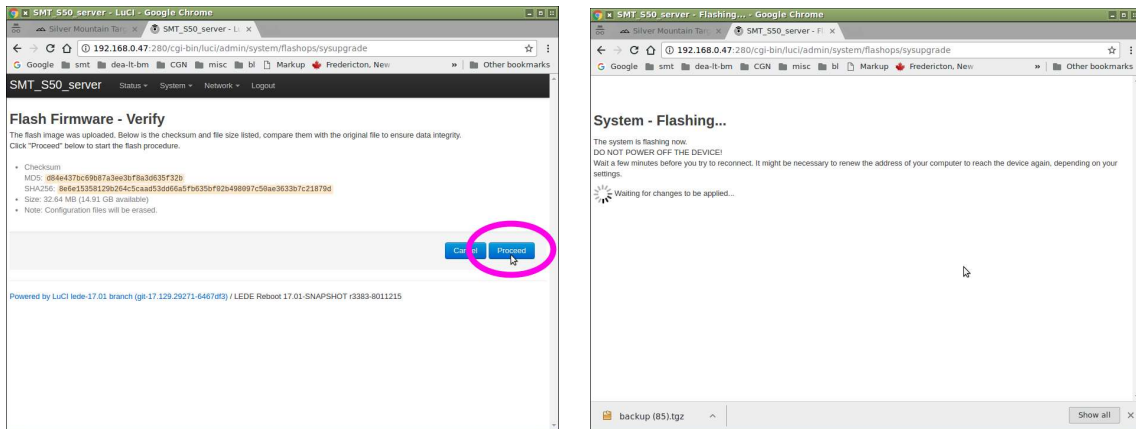 SMT_S50_server - LuCI - Google Chrome
Silver Mountain Targ
SMT_S50_server - L
192.168.0.47:280/cgi-bin/luci/admin/system/flashops/sysupgrade
Google smt dea-lt-bm CGN misc bl Markup Fredericton, New » Other bookmarks
SMT_S50_server Status System Network Logout
Flash Firmware - Verify
The flash image was uploaded. Below is the checksum and file size listed, compare them with the original file to ensure data integrity.
Click "Proceed" below to start the flash procedure.
Checksum
MD5: d84e437bc69b87a3ee3bf8a3d635f32b
SHA256: 8e6e15358129b264c5caad53dd66a5fb635bf02b498097c50ae3633b7c21879d
Size: 32.64 MB (14.91 GB available)
Note: Configuration files will be erased.
Cancel Proceed
Powered by LuCI lede-17.01 branch (git-17.129.29271-6467df3) / LEDE Reboot 17.01-SNAPSHOT r3383-8011215
SMT_S50_server - Flashing... - Google Chrome
Silver Mountain Targ
SMT_S50_server - Fl
192.168.0.47:280/cgi-bin/luci/admin/system/flashops/sysupgrade
Google smt dea-lt-bm CGN misc bl Markup Fredericton, New » Other bookmarks
System - Flashing...
The system is flashing now.
DO NOT POWER OFF THE DEVICE!
Wait a few minutes before you try to reconnect. It might be necessary to renew the address of your computer to reach the device again, depending on your
settings.
Waiting for changes to be applied...
backup (85).tgz
Show all